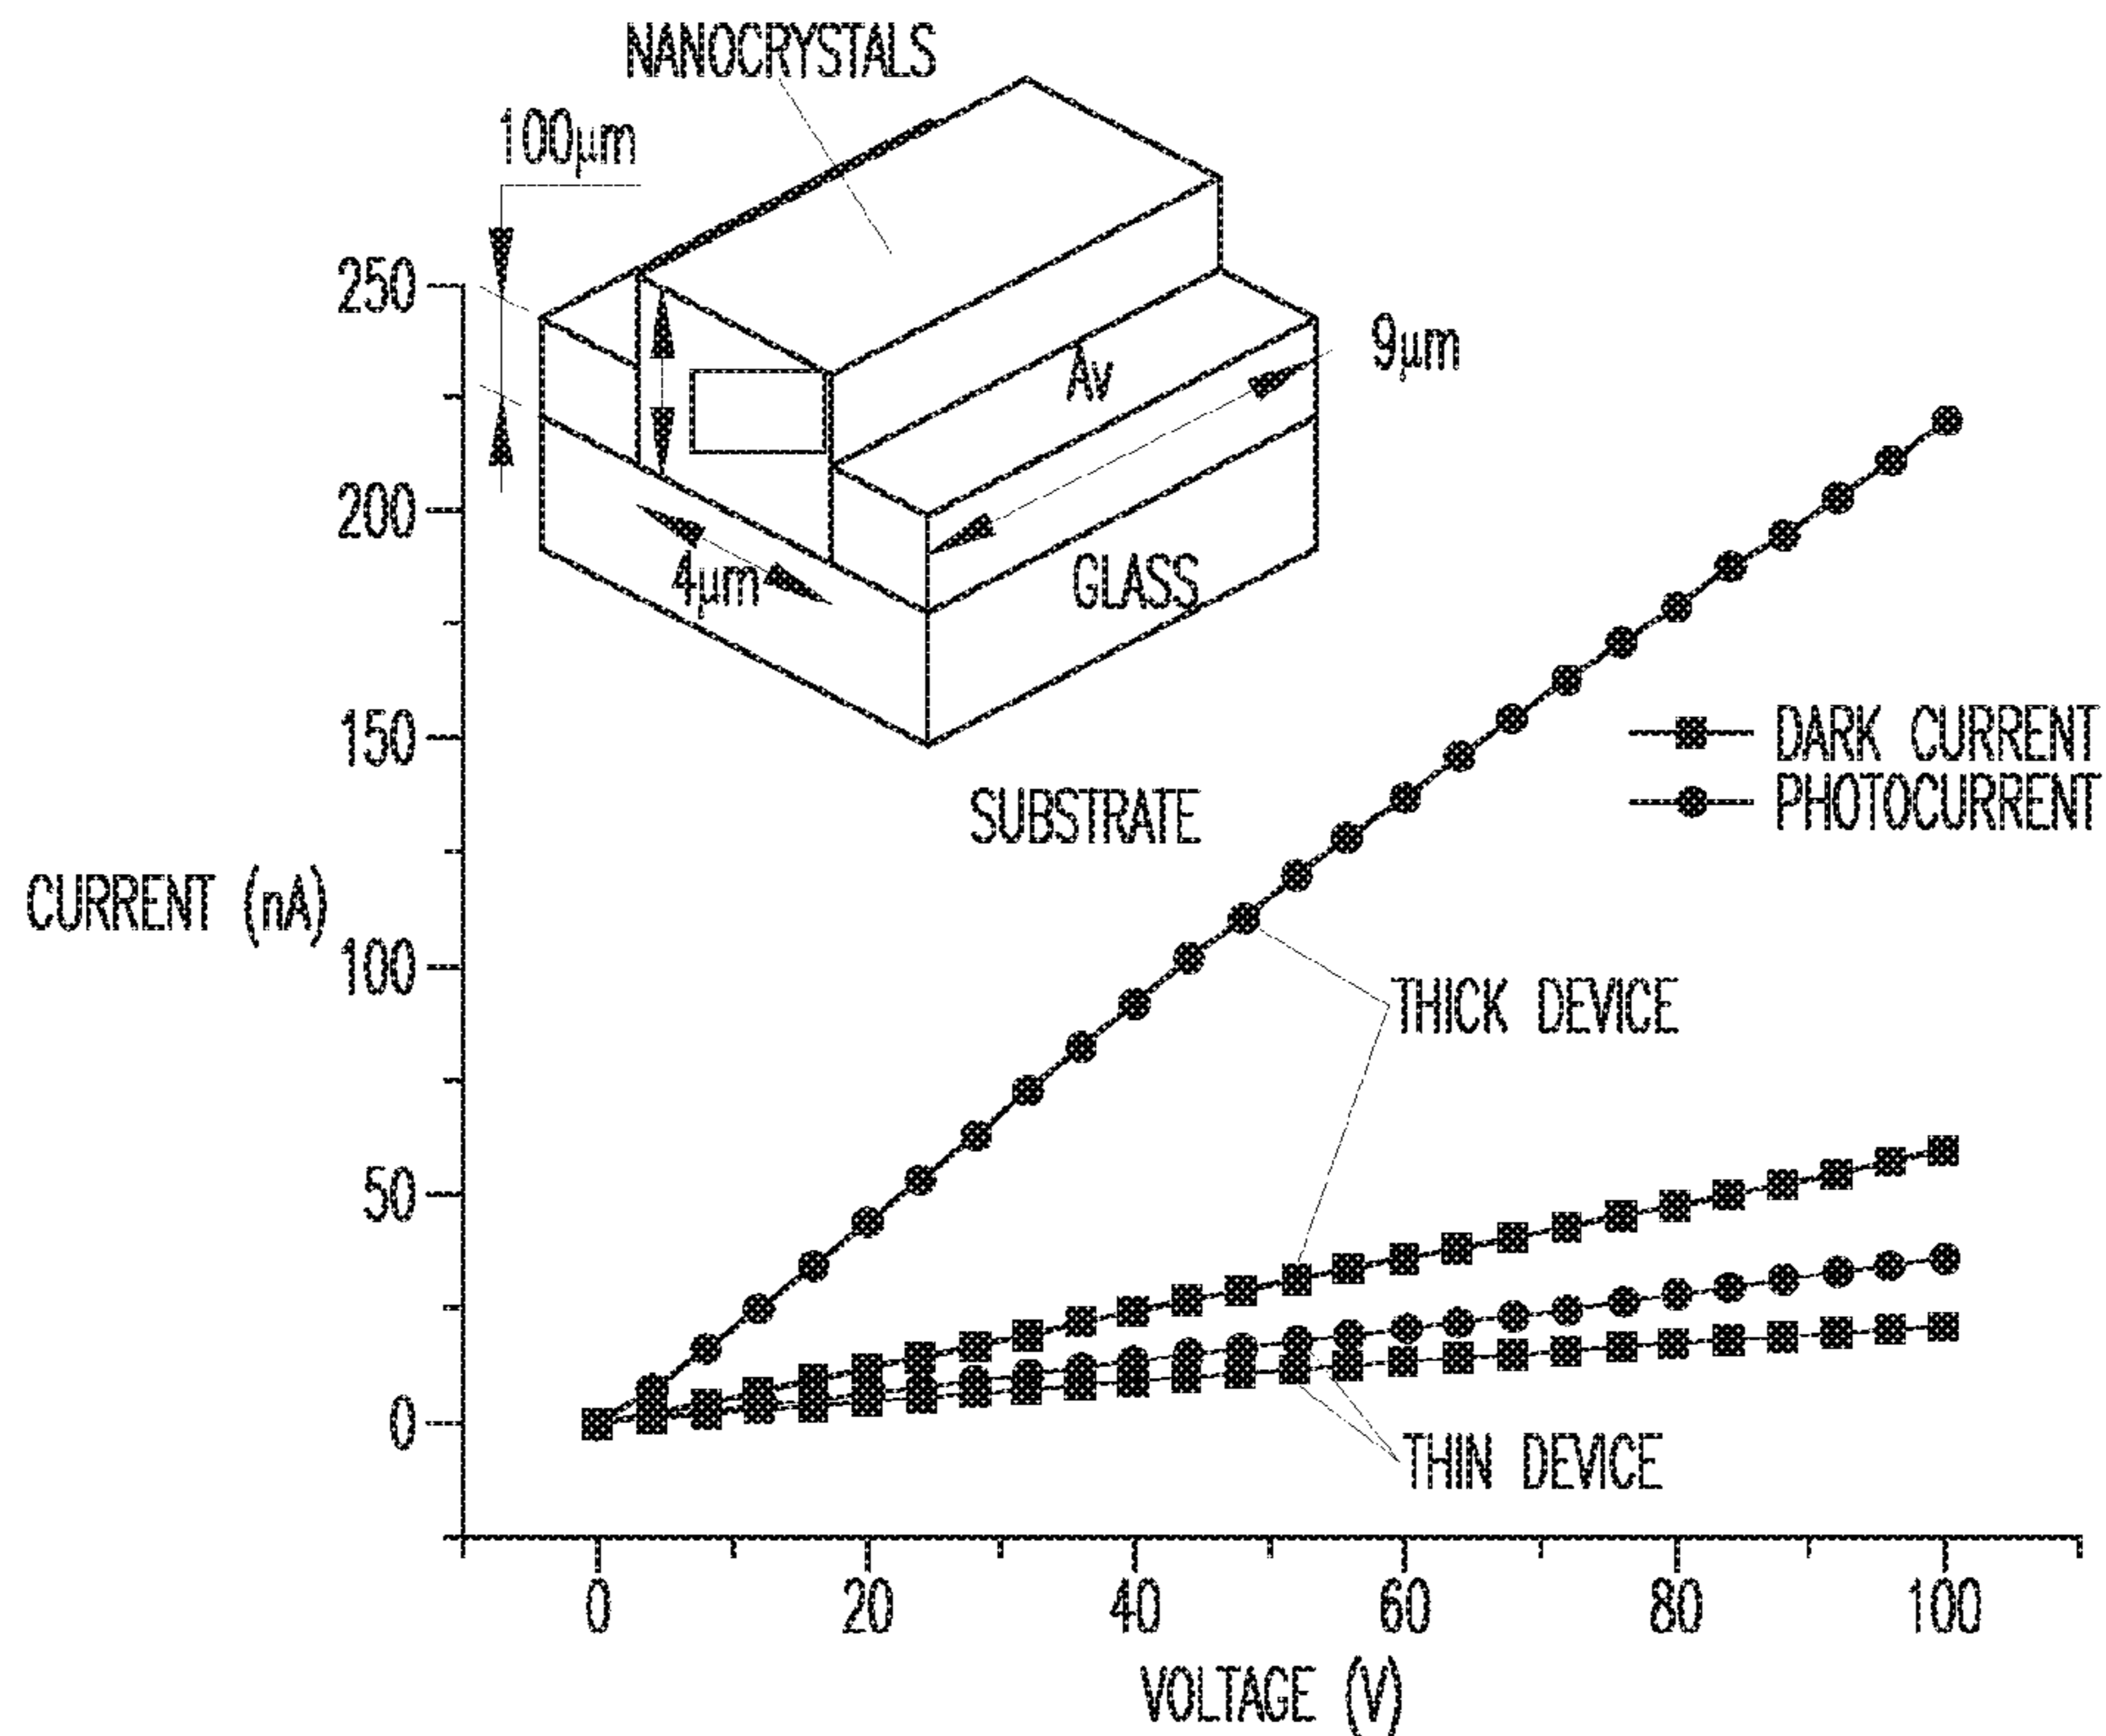 NANOCRYSTALS
100μm
9μm
Av
4μm
GLASS
SUBSTRATE
250
200
150
100
50
0
CURRENT (nA)
DARK CURRENT
PHOTOCURRENT
THICK DEVICE
THIN DEVICE
0 20 40 60 80 100
VOLTAGE (V)